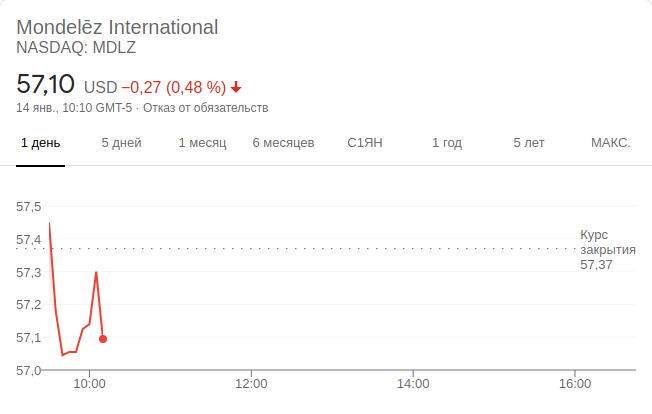 Mondelēz International
NASDAQ: MDLZ
57,10 USD −0,27 (0,48 %)
14 янв., 10:10 GMT-5 · Отказ от обязательств
1 день 5 дней 1 месяц 6 месяцев С1ЯН 1 год 5 лет МАКС.
57,5
57,4
57,3
57,2
57,1
57,0
Курс
закрытия
57,37
10:00 12:00 14:00 16:00